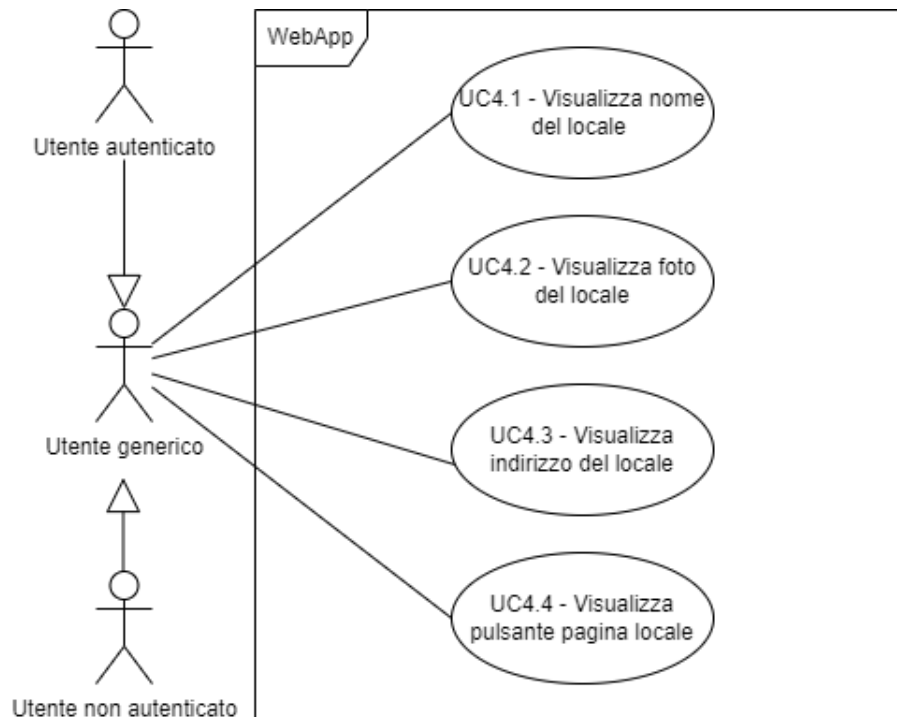 WebApp
Utente autenticato
UC4.1 - Visualizza nome
del locale
UC4.2 - Visualizza foto
del locale
Utente generico
UC4.3 - Visualizza
indirizzo del locale
UC4.4 - Visualizza
pulsante pagina locale
Utente non autenticato